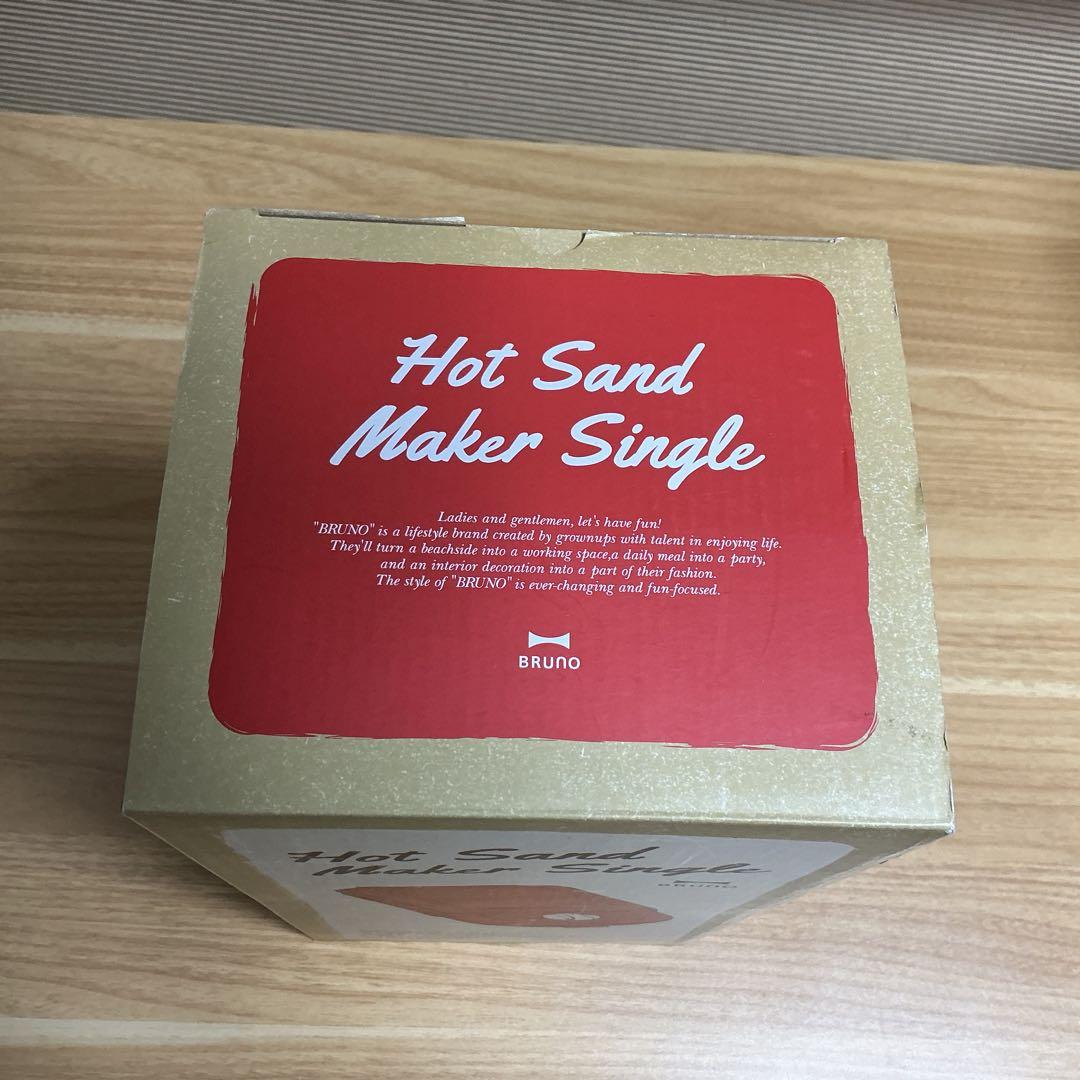 Hot Sand
Maker Single
Ladies and gentlemen, let's have fun!
"BRUNO" is a lifestyle brand created by grownups with talent in enjoying life.
They'll turn a beachside into a working space,a daily meal into a party,
and an interior decoration into a part of their fashion.
The style of "BRUNO" is ever-changing and fun-focused.
BRUNO
Hot Sand
Maker Single
BRUNO